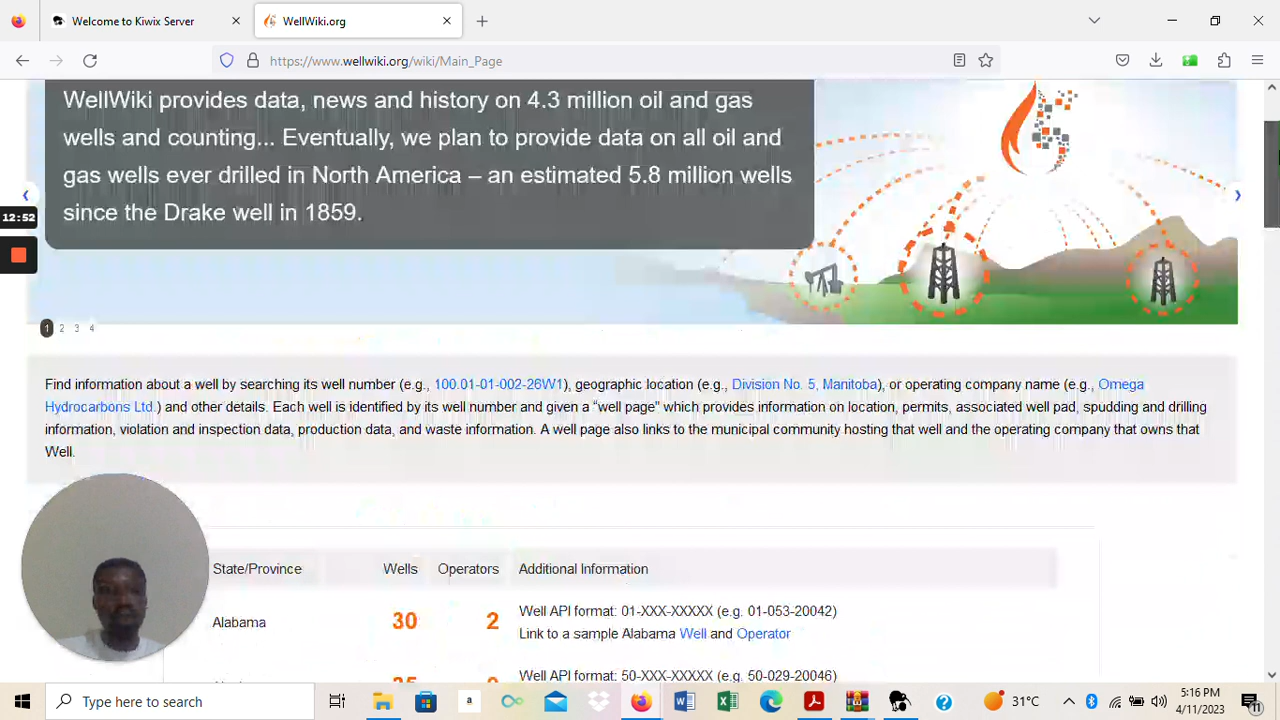 Welcome to Kiwix Server
WellWiki.org
https://www.wellwiki.org/wiki/Main_Page
WellWiki provides data, news and history on 4.3 million oil and gas
wells and counting... Eventually, we plan to provide data on all oil and
gas wells ever drilled in North America – an estimated 5.8 million wells
since the Drake well in 1859.
12:52
1 2 3 4
Find information about a well by searching its well number (e.g., 100.01-01-002-26W1), geographic location (e.g., Division No. 5, Manitoba), or operating company name (e.g., Omega
Hydrocarbons Ltd.) and other details. Each well is identified by its well number and given a “well page” which provides information on location, permits, associated well pad, spudding and drilling
information, violation and inspection data, production data, and waste information. A well page also links to the municipal community hosting that well and the operating company that owns that
Well.
State/Province Wells Operators Additional Information
Alabama 30 2 Well API format: 01-XXX-XXXXX (e.g. 01-053-20042)
Link to a sample Alabama Well and Operator
Well API format: 50-XXX-XXXXX (e.g. 50-029-20046)
Type here to search
31°C
5:16 PM
4/11/2023
11